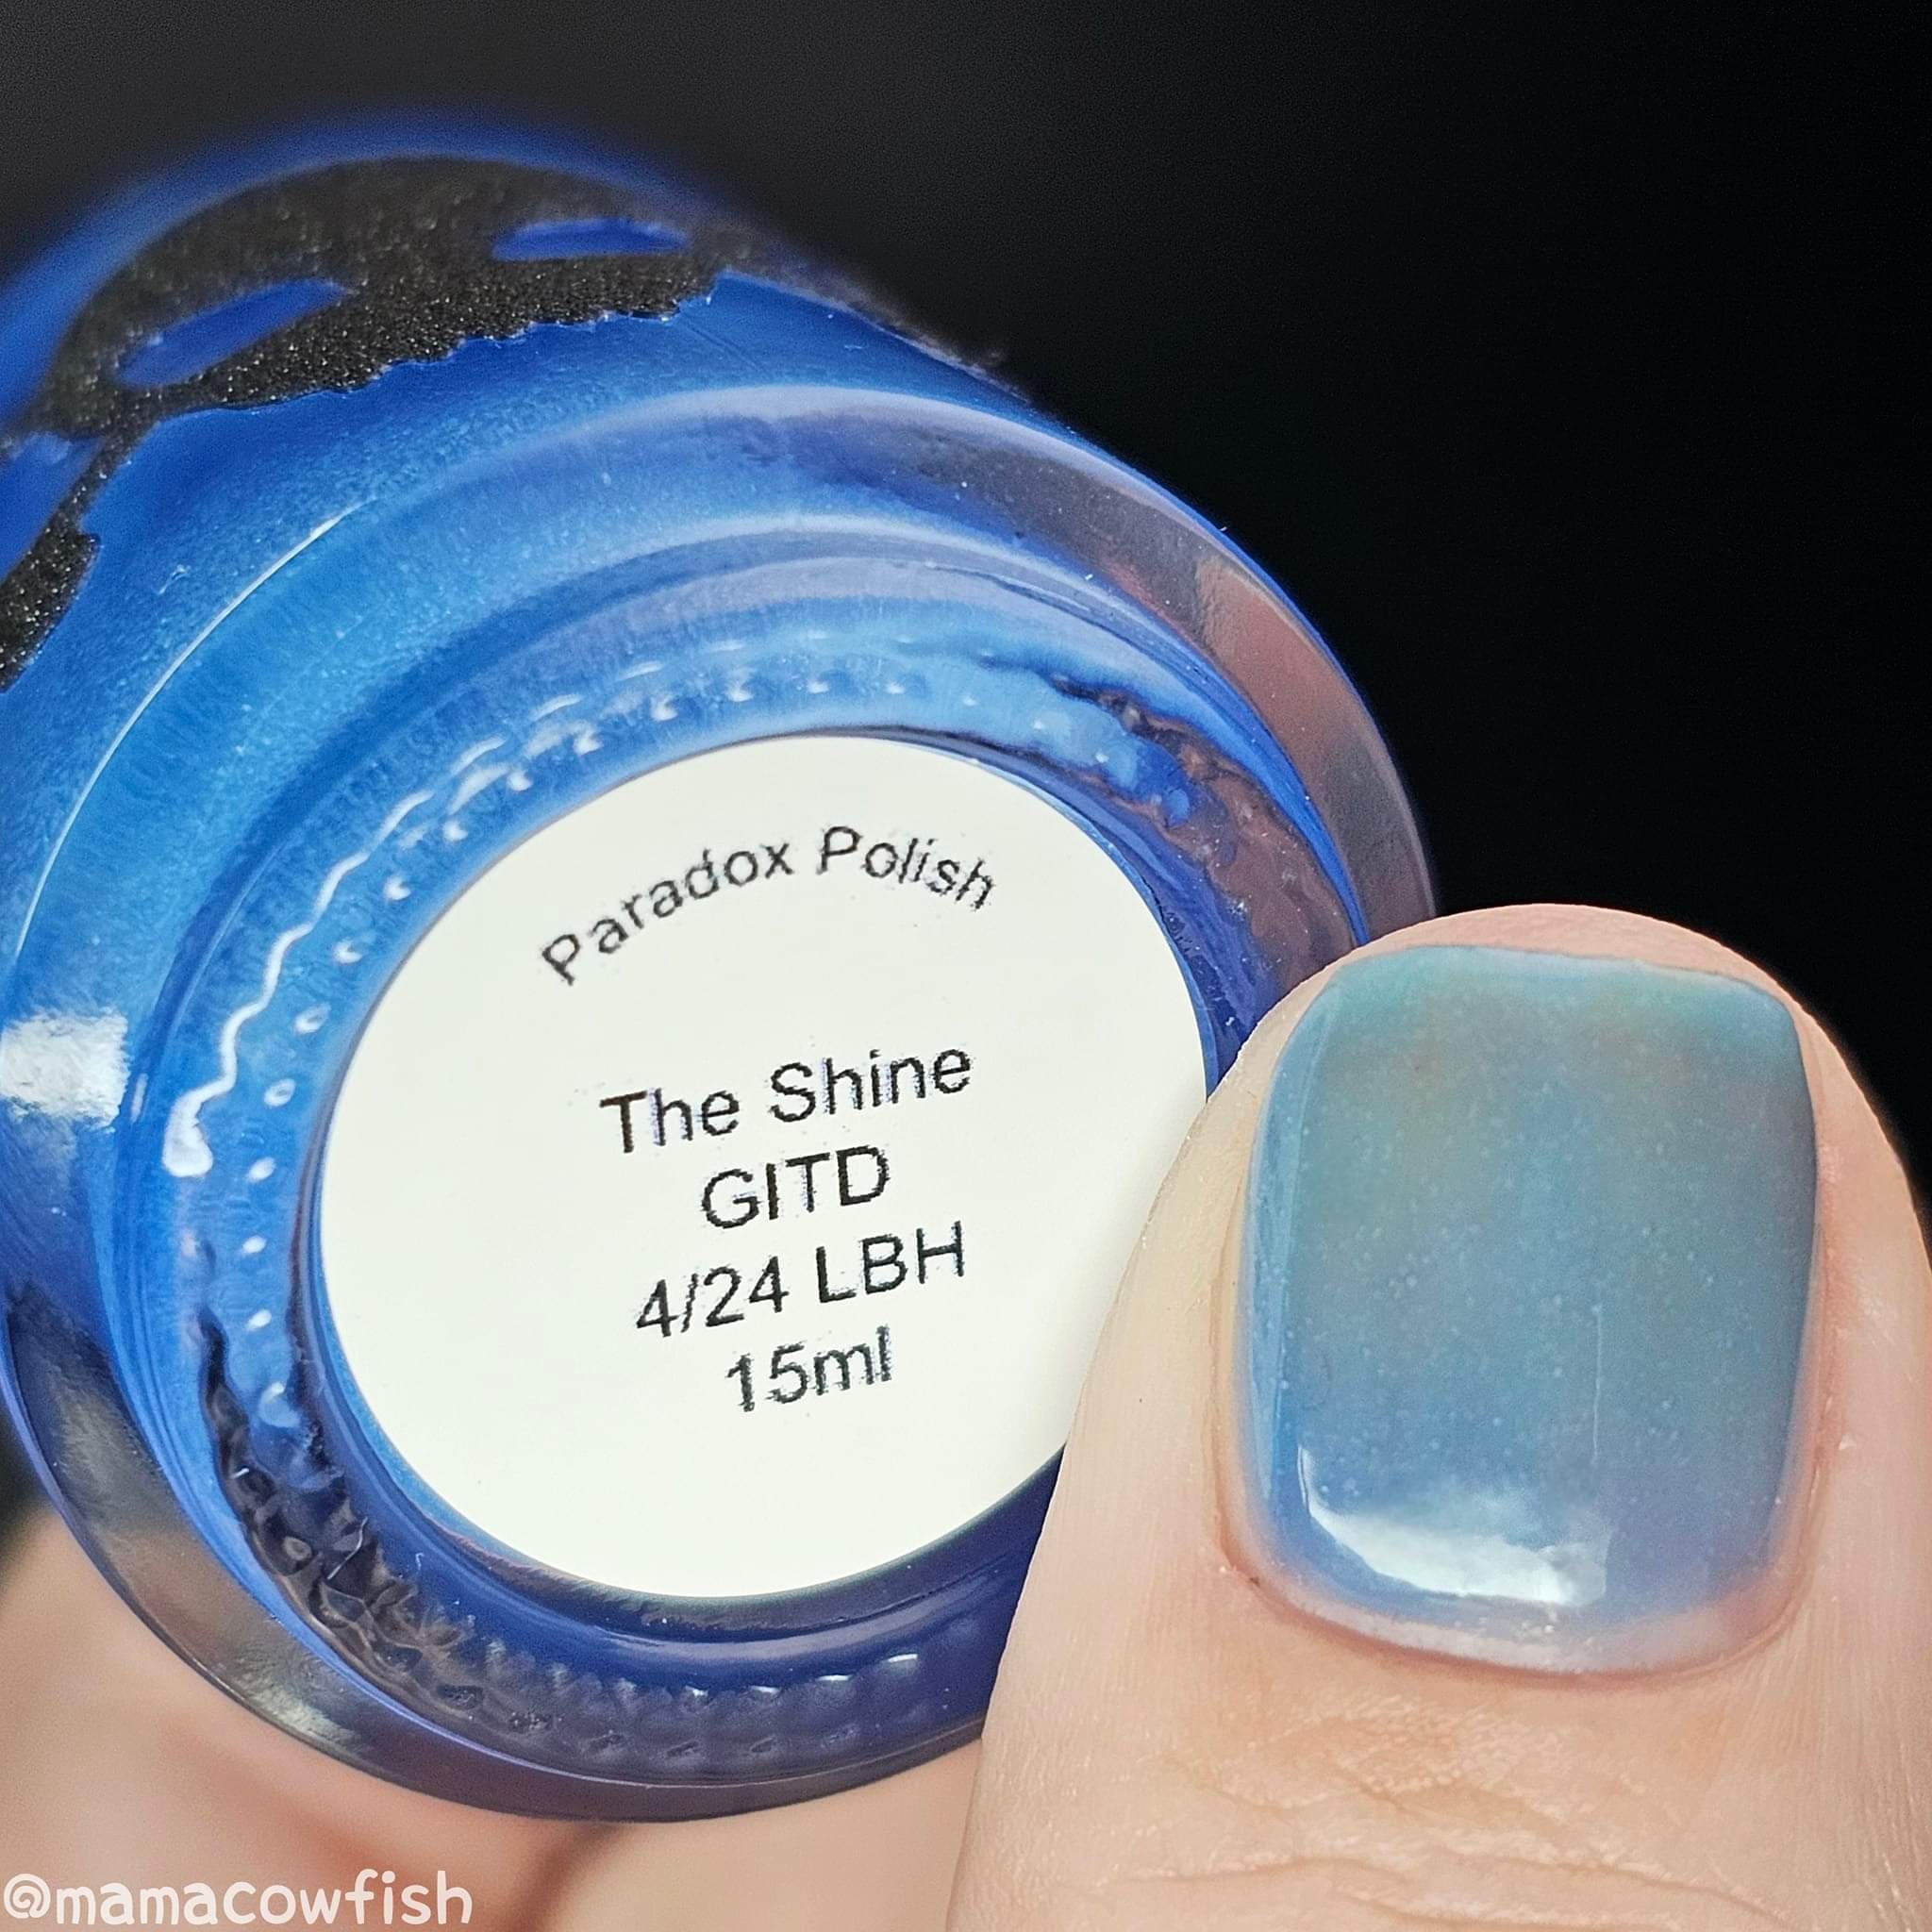 Paradox Polish
The Shine
GITD
4/24 LBH
15ml
@mamacowfish